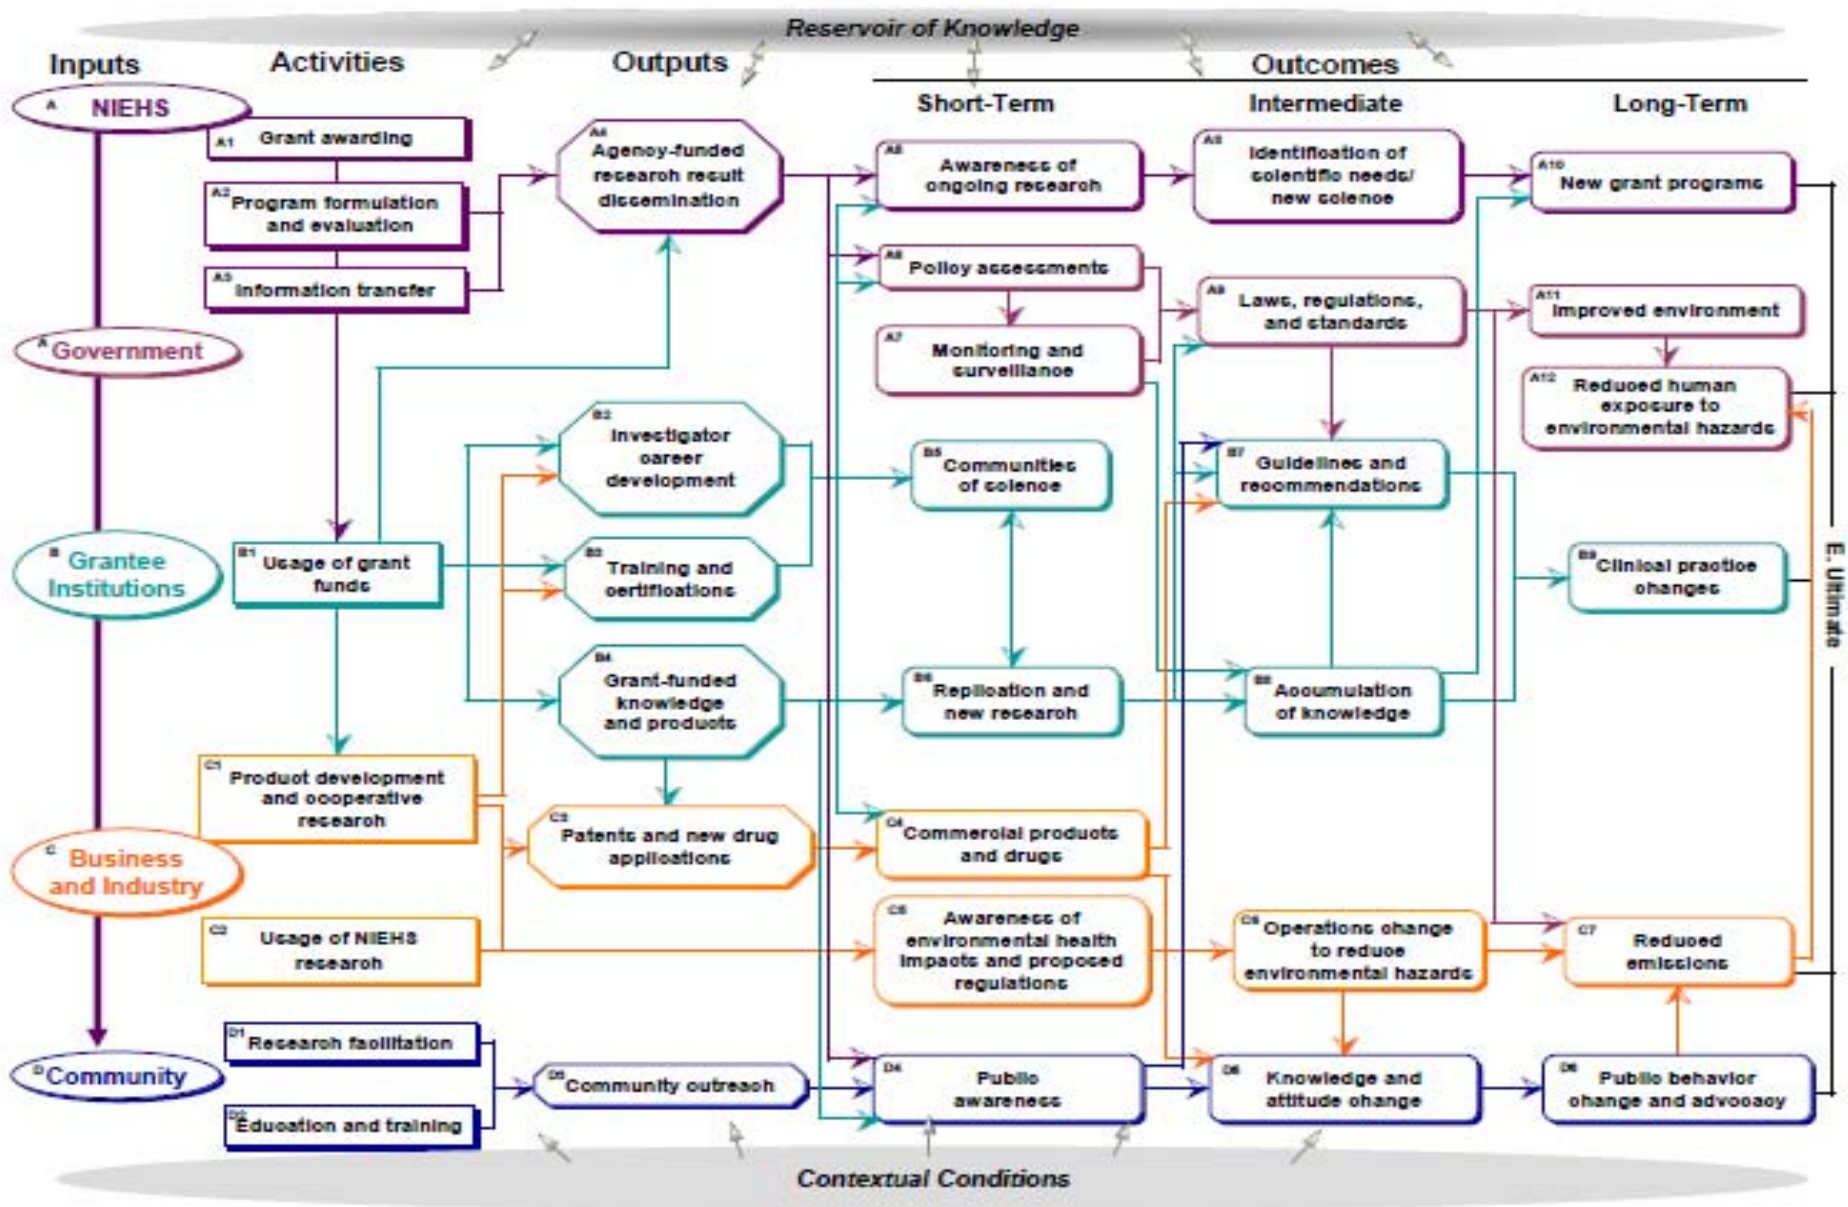 Reservoir of Knowledge
Inputs
Activities
Outputs
Outcomes
Short-Term
Intermediate
Long-Term
A NIEHS
A1 Grant awarding
A2 Program formulation
and evaluation
A3 Information transfer
A4
Agency-funded
research result
dissemination
A5
Awareness of
ongoing research
Identification of
scientific needs/
new science
A10
New grant programs
A6
Policy assessments
A7
Monitoring and
surveillance
A9
Laws, regulations,
and standards
A11
Improved environment
A12
Reduced human
exposure to
environmental hazards
A Government
B Grantee
Institutions
B1 Usage of grant
funds
B2
Investigator
career
development
B3
Training and
certifications
B4
Grant-funded
knowledge
and products
B5 Communities
of science
B6
Replication and
new research
B7 Guidelines and
recommendations
B8 Accumulation
of knowledge
B9 Clinical practice
changes
E. Ultimate
C Business
and Industry
C1
Product development
and cooperative
research
C2
Usage of NIEHS
research
C3
Patents and new drug
applications
C4 Commercial products
and drugs
C5
Awareness of
environmental health
impacts and proposed
regulations
C6 Operations change
to reduce
environmental hazards
C7
Reduced
emissions
D Community
D1
Research facilitation
D2
Education and training
D3 Community outreach
D4
Public
awareness
D5
Knowledge and
attitude change
D6
Public behavior
change and advocacy
Contextual Conditions